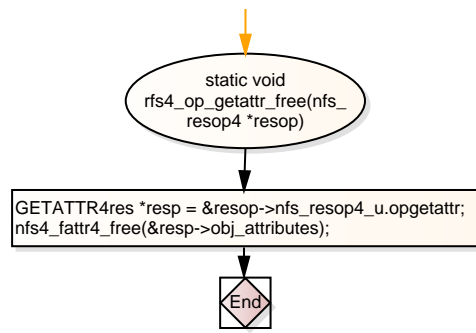 static void
rfs4_op_getattr_free(nfs_
resop4 *resop)
GETATTR4res *resp = &resop->nfs_resop4_u.opgetattr;
nfs4_fattr4_free(&resp->obj_attributes);
End